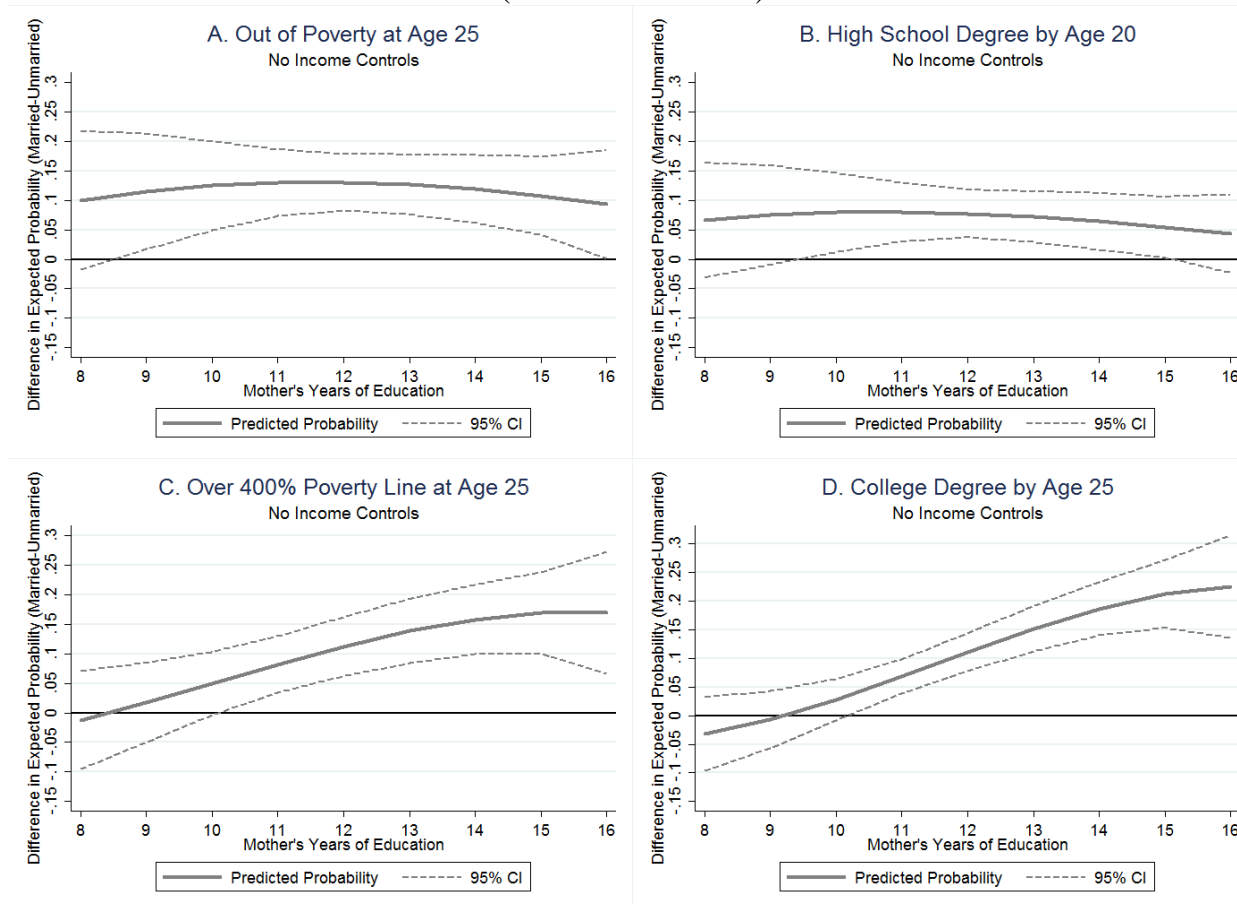 A. Out of Poverty at Age 25
No Income Controls
Difference in Expected Probability (Married-Unmarried)
.3
.25
.2
.15
.1
.05
0
-.05
-.1
-.15
8 9 10 11 12 13 14 15 16
Mother's Years of Education
Predicted Probability 95% CI
B. High School Degree by Age 20
No Income Controls
Difference in Expected Probability (Married-Unmarried)
.3
.25
.2
.15
.1
.05
0
-.05
-.1
-.15
8 9 10 11 12 13 14 15 16
Mother's Years of Education
Predicted Probability 95% CI
C. Over 400% Poverty Line at Age 25
No Income Controls
Difference in Expected Probability (Married-Unmarried)
.3
.25
.2
.15
.1
.05
0
-.05
-.1
-.15
8 9 10 11 12 13 14 15 16
Mother's Years of Education
Predicted Probability 95% CI
D. College Degree by Age 25
No Income Controls
Difference in Expected Probability (Married-Unmarried)
.3
.25
.2
.15
.1
.05
0
-.05
-.1
-.15
8 9 10 11 12 13 14 15 16
Mother's Years of Education
Predicted Probability 95% CI